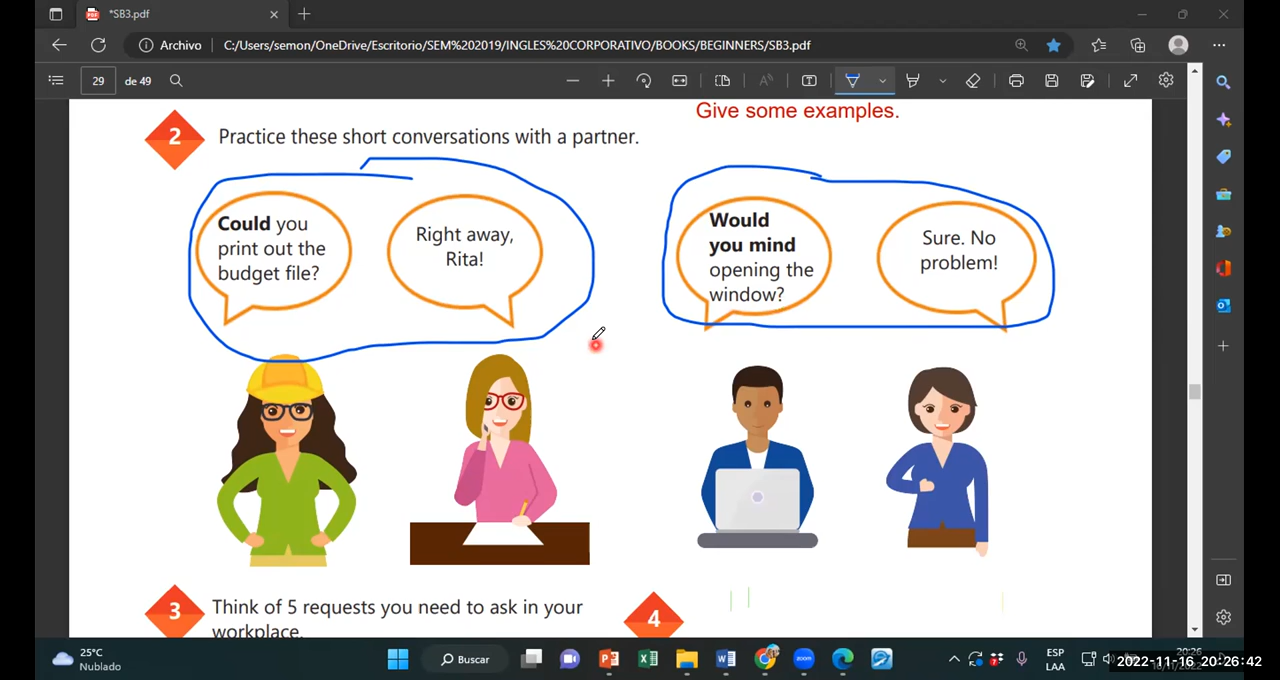 *SB3.pdf
Archivo
C:/Users/semon/OneDrive/Escritorio/SEM%202019/INGLES%20CORPORATIVO/BOOKS/BEGINNERS/SB3.pdf
29
de 49
Give some examples.
2
Practice these short conversations with a partner.
Could you
print out the
budget file?
Right away,
Rita!
Would
you mind
opening the
window?
Sure. No
problem!
3
Think of 5 requests you need to ask in your
workplace.
4
25°C
Nublado
Buscar
ESP
LAA
20:26
2022-11-16 20:26:42